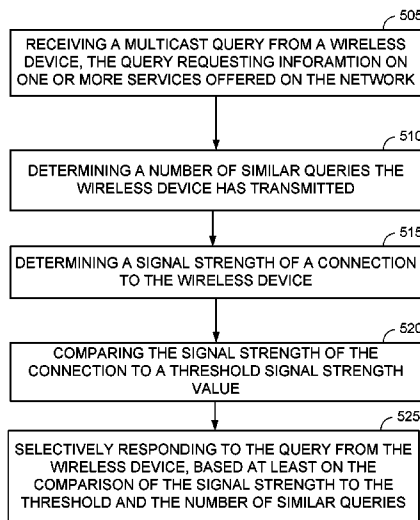 505
RECEIVING A MULTICAST QUERY FROM A WIRELESS
DEVICE, THE QUERY REQUESTING INFORAMTION ON
ONE OR MORE SERVICES OFFERED ON THE NETWORK
510
DETERMINING A NUMBER OF SIMILAR QUERIES THE
WIRELESS DEVICE HAS TRANSMITTED
515
DETERMINING A SIGNAL STRENGTH OF A CONNECTION
TO THE WIRELESS DEVICE
520
COMPARING THE SIGNAL STRENGTH OF THE
CONNECTION TO A THRESHOLD SIGNAL STRENGTH
VALUE
525
SELECTIVELY RESPONDING TO THE QUERY FROM THE
WIRELESS DEVICE, BASED AT LEAST ON THE
COMPARISON OF THE SIGNAL STRENGTH TO THE
THRESHOLD AND THE NUMBER OF SIMILAR QUERIES